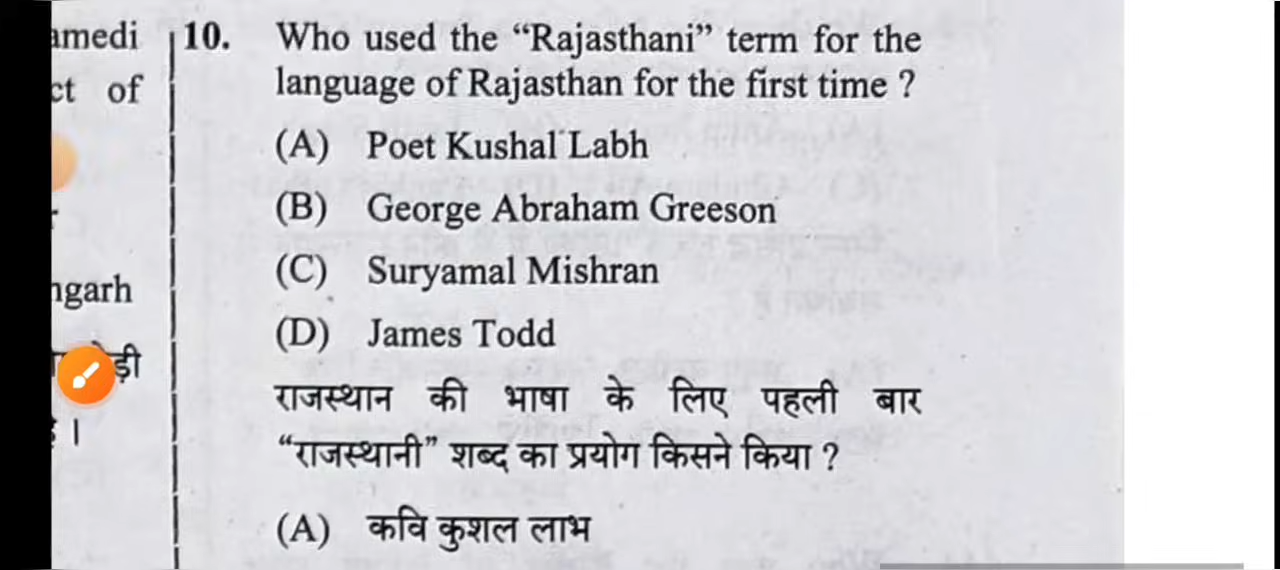 amedi
ct of
ngarh
ड़ी
।
10. Who used the “Rajasthani” term for the
language of Rajasthan for the first time ?
(A) Poet Kushal Labh
(B) George Abraham Greeson
(C) Suryamal Mishran
(D) James Todd
राजस्थान की भाषा के लिए पहली बार
“राजस्थानी” शब्द का प्रयोग किसने किया ?
(A) कवि कुशल लाभ